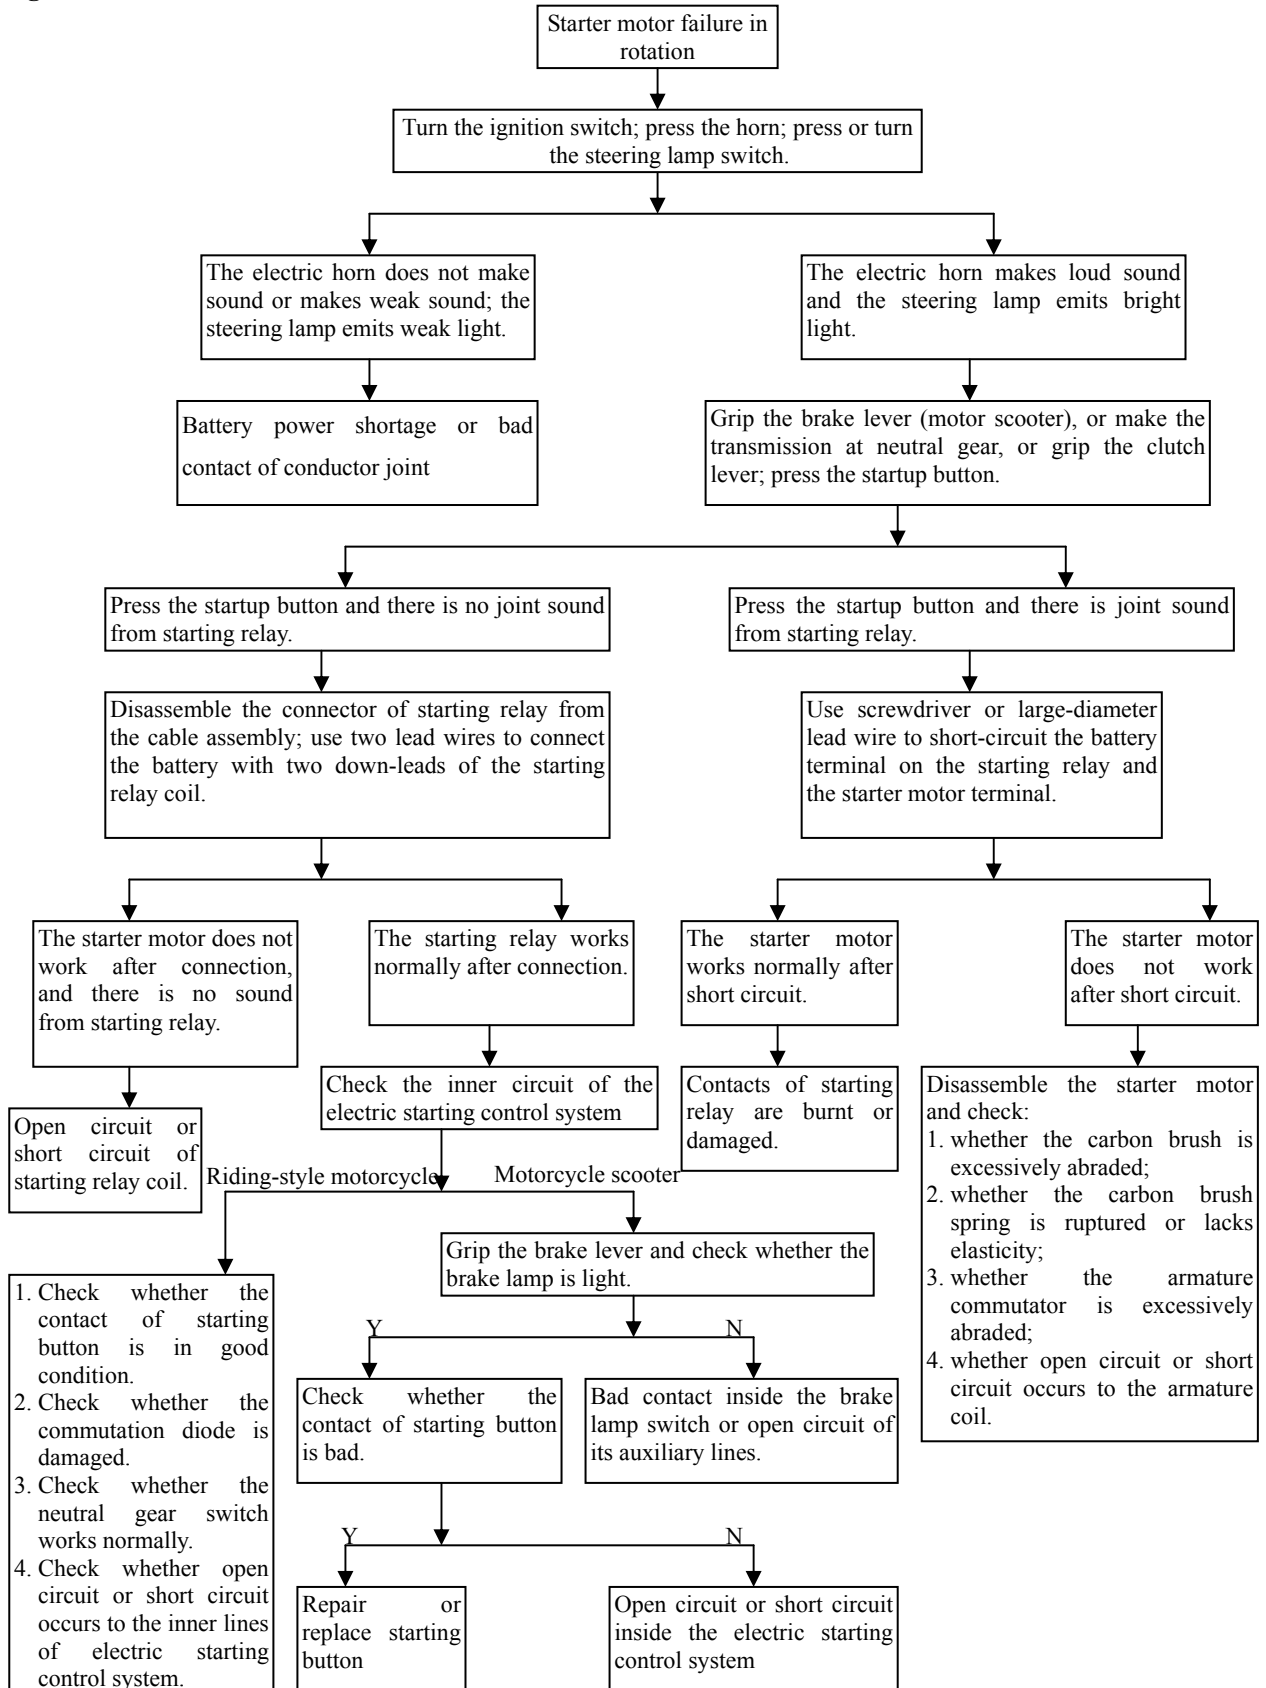 Starter motor failure in
rotation
Turn the ignition switch; press the horn; press or turn
the steering lamp switch.
The electric horn does not make
sound or makes weak sound; the
steering lamp emits weak light.
The electric horn makes loud sound
and the steering lamp emits bright
light.
Battery power shortage or bad
contact of conductor joint
Grip the brake lever (motor scooter), or make the
transmission at neutral gear, or grip the clutch
lever; press the startup button.
Press the startup button and there is no joint sound
from starting relay.
Press the startup button and there is joint sound
from starting relay.
Disassemble the connector of starting relay from
the cable assembly; use two lead wires to connect
the battery with two down-leads of the starting
relay coil.
Use screwdriver or large-diameter
lead wire to short-circuit the battery
terminal on the starting relay and
the starter motor terminal.
The starter motor does not
work after connection,
and there is no sound
from starting relay.
The starting relay works
normally after connection.
The starter motor
works normally after
short circuit.
The starter motor
does not work
after short circuit.
Open circuit or
short circuit of
starting relay coil.
Check the inner circuit of the
electric starting control system
Contacts of starting
relay are burnt or
damaged.
Disassemble the starter motor
and check:
1. whether the carbon brush is
excessively abraded;
2. whether the carbon brush
spring is ruptured or lacks
elasticity;
3. whether the armature
commutator is excessively
abraded;
4. whether open circuit or short
circuit occurs to the armature
coil.
Riding-style motorcycle
Motorcycle scooter
Grip the brake lever and check whether the
brake lamp is light.
1. Check whether the
contact of starting
button is in good
condition.
2. Check whether the
commutation diode is
damaged.
3. Check whether the
neutral gear switch
works normally.
4. Check whether open
circuit or short circuit
occurs to the inner lines
of electric starting
control system.
Y
N
Check whether the
contact of starting button
is bad.
Bad contact inside the brake
lamp switch or open circuit of
its auxiliary lines.
Y
N
Repair or
replace starting
button
Open circuit or short circuit
inside the electric starting
control system